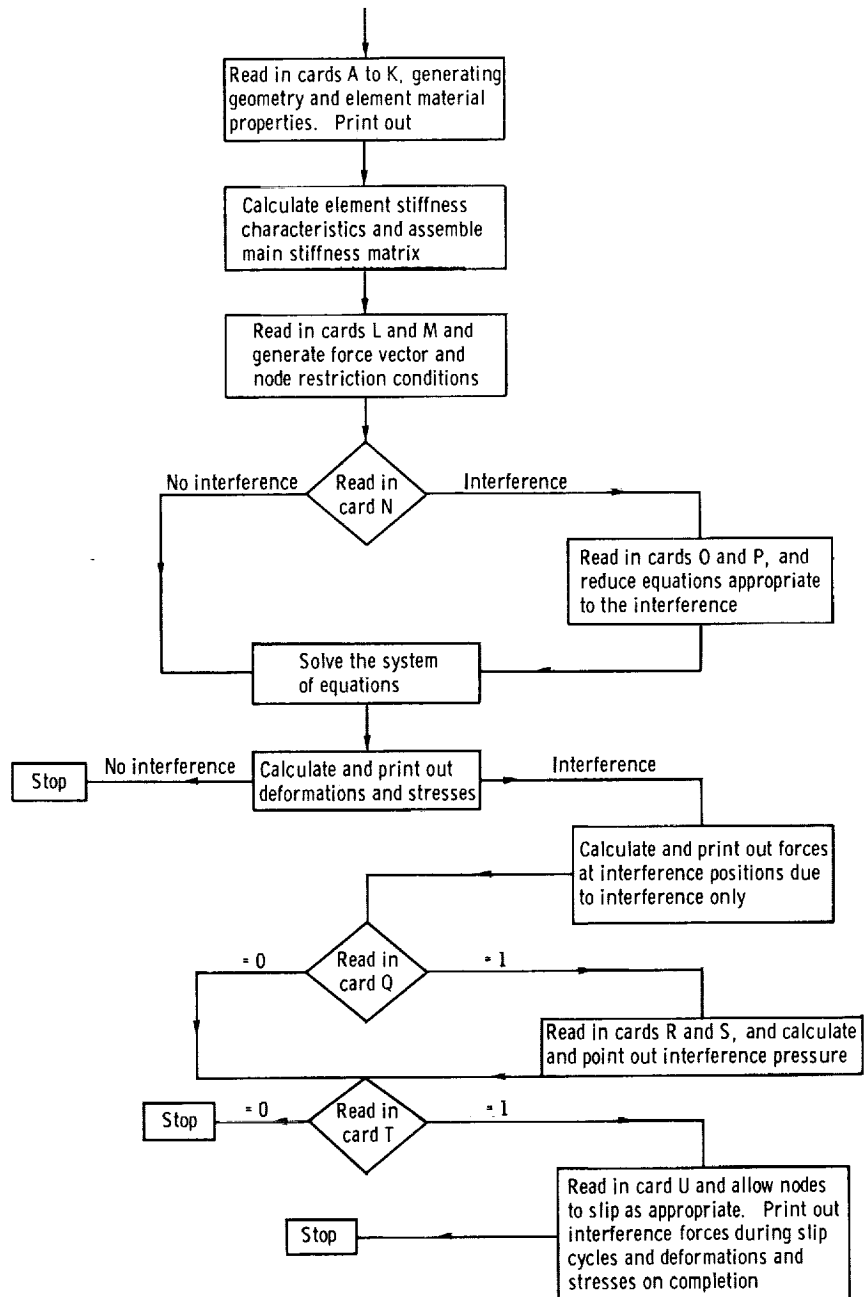 Read in cards A to K, generating
geometry and element material
properties. Print out
Calculate element stiffness
characteristics and assemble
main stiffness matrix
Read in cards L and M and
generate force vector and
node restriction conditions
No interference
Read in
card N
Interference
Read in cards O and P, and
reduce equations appropriate
to the interference
Solve the system
of equations
Stop
No interference
Calculate and print out
deformations and stresses
Interference
Calculate and print out forces
at interference positions due
to interference only
= 0
Read in
card Q
= 1
Read in cards R and S, and calculate
and point out interference pressure
Stop
= 0
Read in
card T
= 1
Read in card U and allow nodes
to slip as appropriate. Print out
interference forces during slip
cycles and deformations and
stresses on completion
Stop